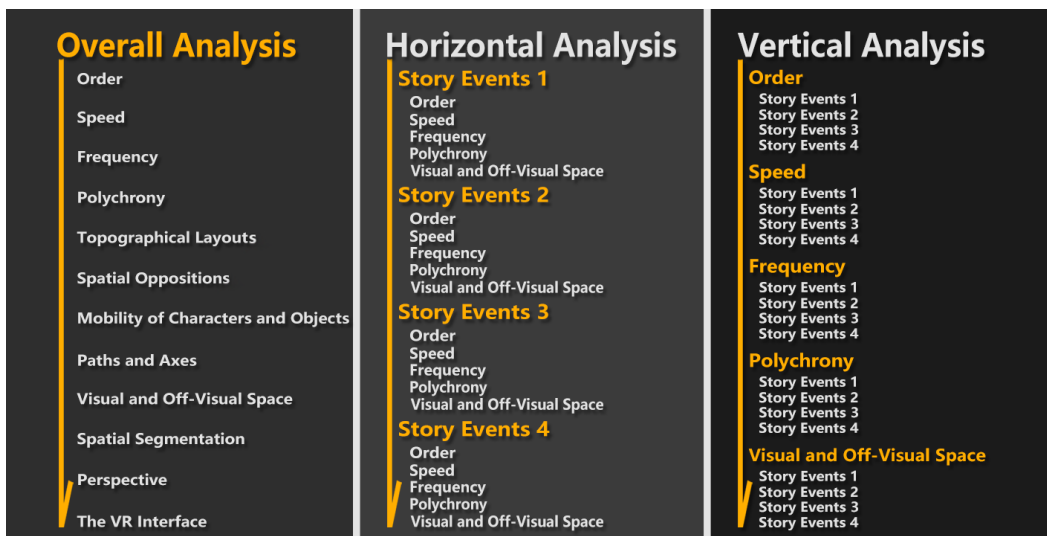 Overall Analysis
Order
Speed
Frequency
Polychrony
Topographical Layouts
Spatial Oppositions
Mobility of Characters and Objects
Paths and Axes
Visual and Off-Visual Space
Spatial Segmentation
Perspective
The VR Interface
Horizontal Analysis
Story Events 1
Order
Speed
Frequency
Polychrony
Visual and Off-Visual Space
Story Events 2
Order
Speed
Frequency
Polychrony
Visual and Off-Visual Space
Story Events 3
Order
Speed
Frequency
Polychrony
Visual and Off-Visual Space
Story Events 4
Order
Speed
Frequency
Polychrony
Visual and Off-Visual Space
Vertical Analysis
Order
Story Events 1
Story Events 2
Story Events 3
Story Events 4
Speed
Story Events 1
Story Events 2
Story Events 3
Story Events 4
Frequency
Story Events 1
Story Events 2
Story Events 3
Story Events 4
Polychrony
Story Events 1
Story Events 2
Story Events 3
Story Events 4
Visual and Off-Visual Space
Story Events 1
Story Events 2
Story Events 3
Story Events 4